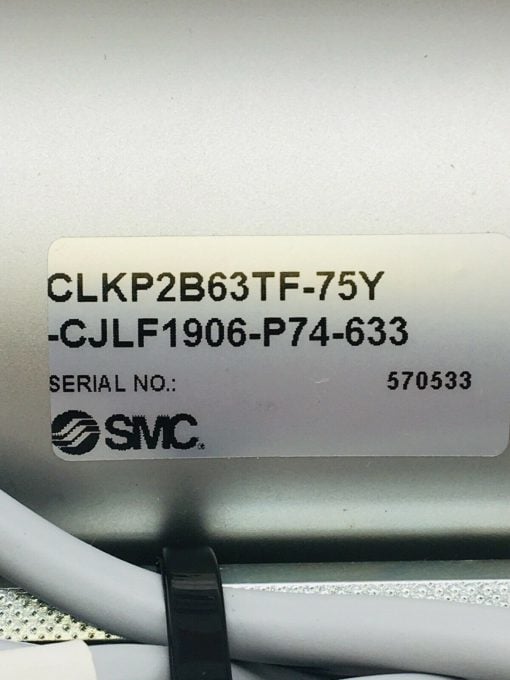 CLKP2B63TF-75Y
-CJLF1906-P74-633
SERIAL NO.: 570533
SMC